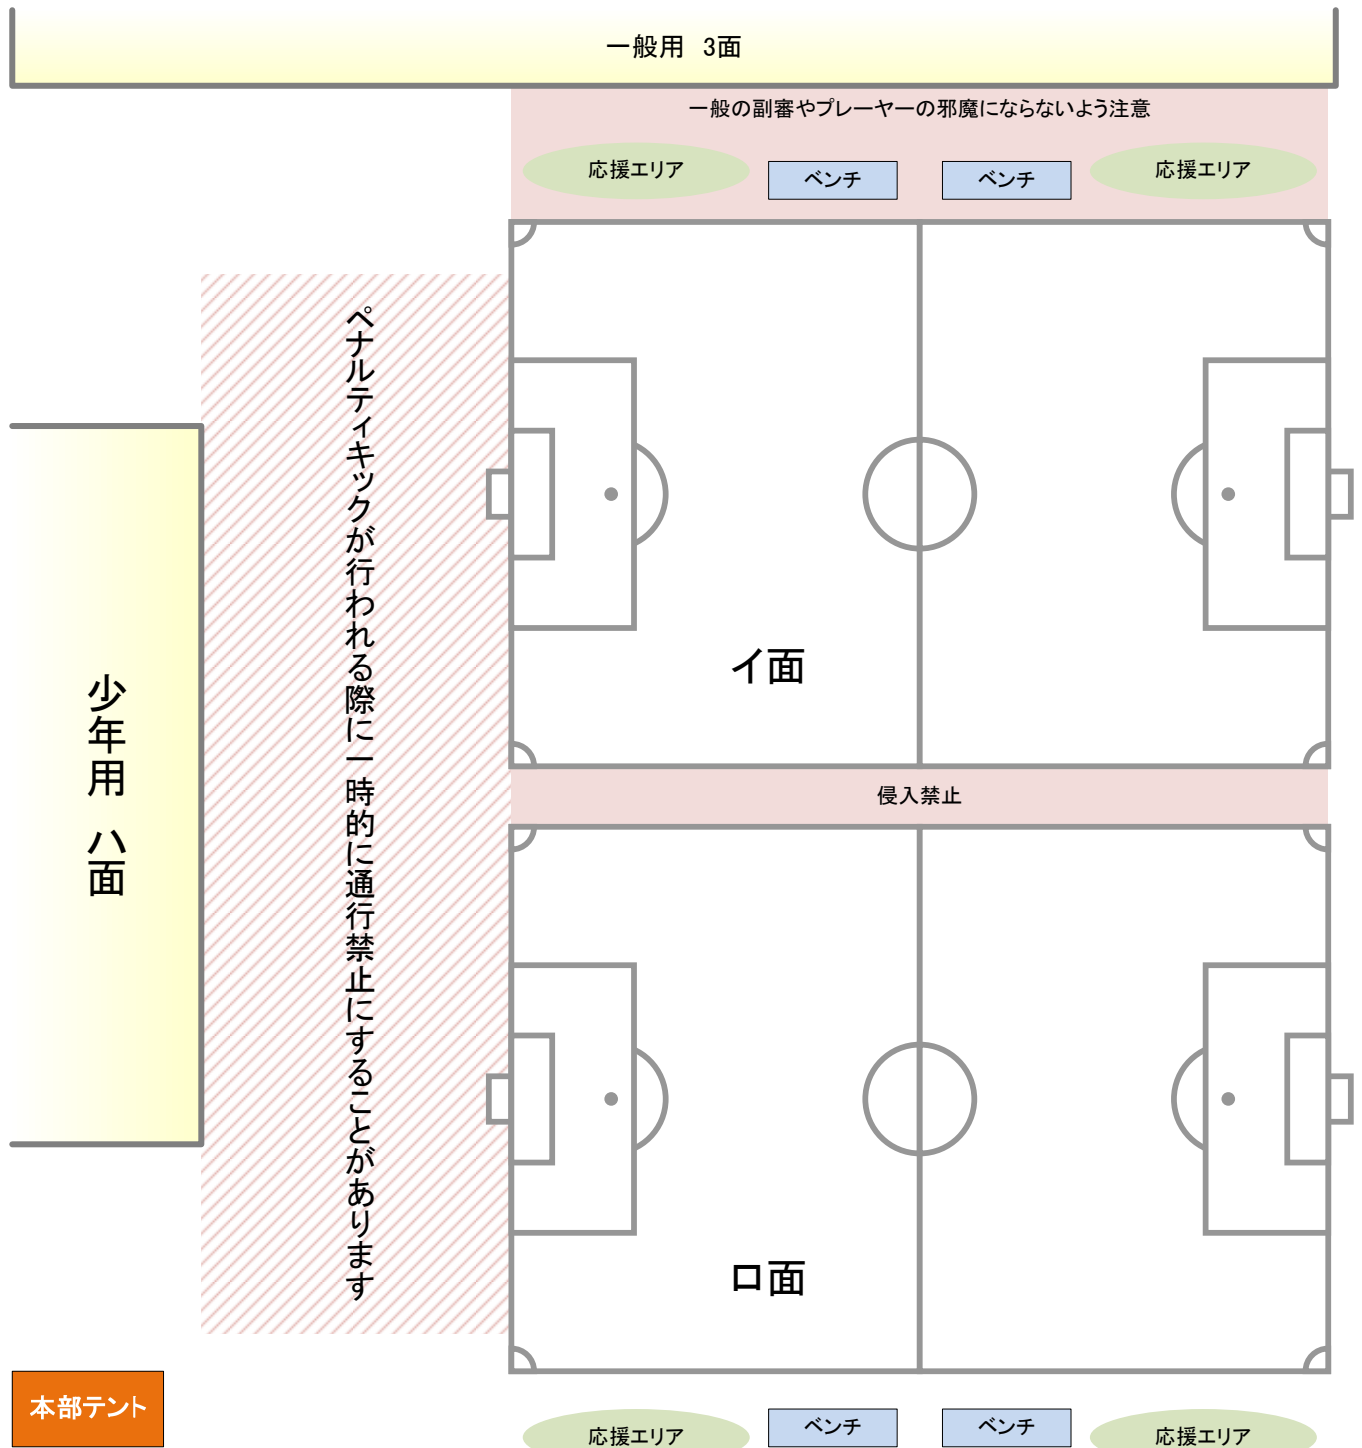 一般用 3面
一般の副審やプレーヤーの邪魔にならないよう注意
応援エリア
ベンチ
ベンチ
応援エリア
ペナルティキックが行われる際に一時的に通行禁止にすることがあります
少年用 ハ面
イ面
侵入禁止
ロ面
本部テント
応援エリア
ベンチ
ベンチ
応援エリア